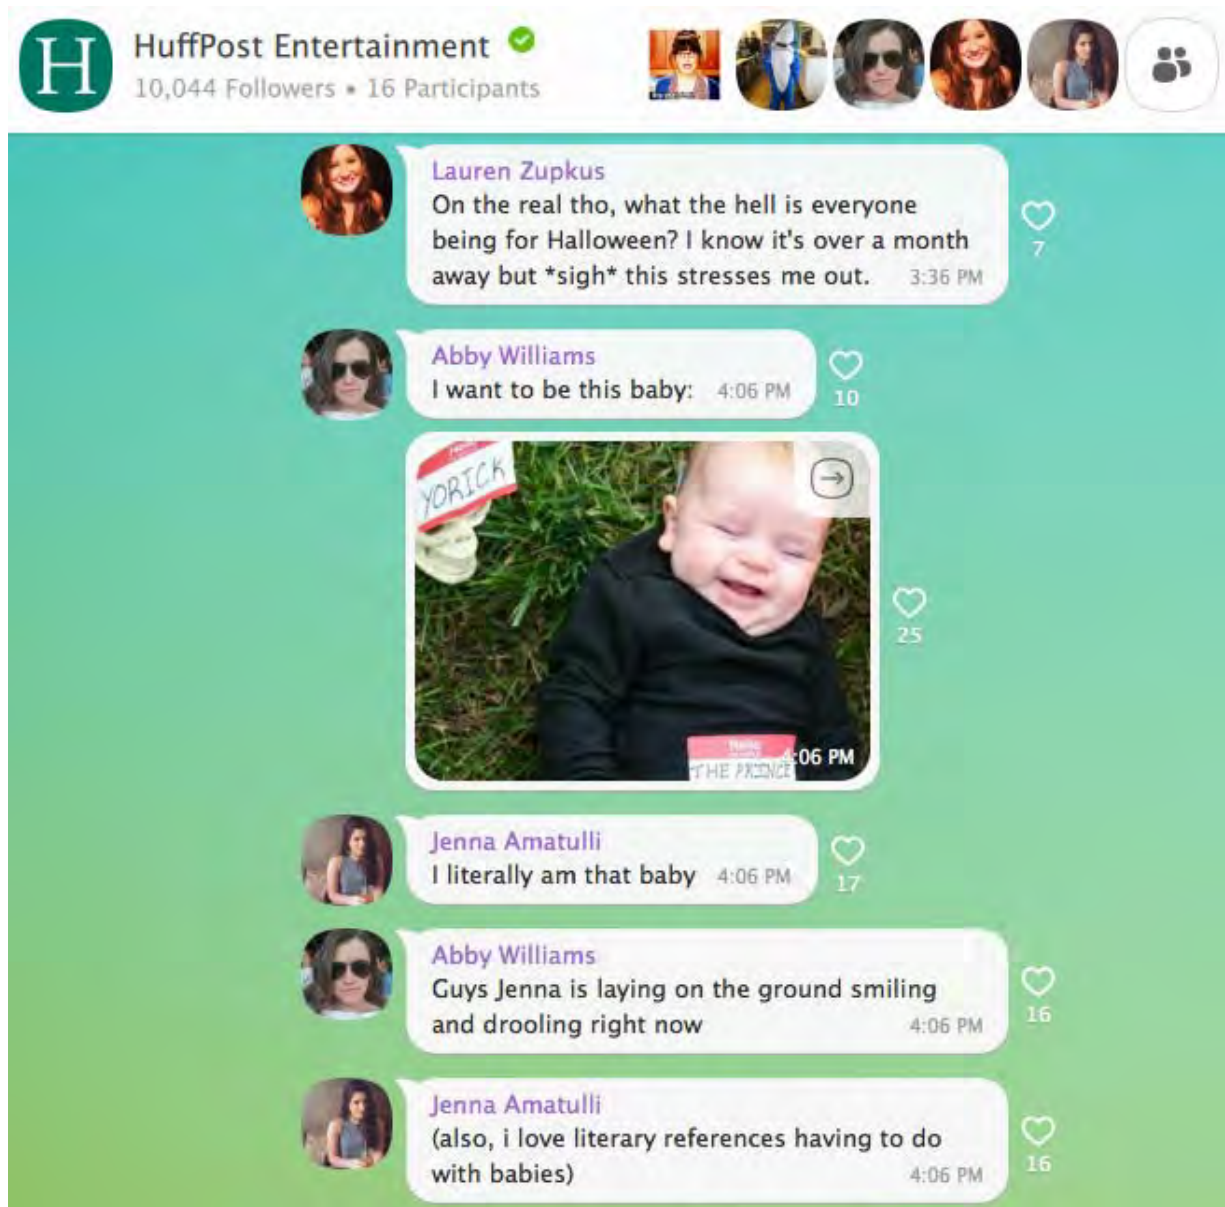 H
HuffPost Entertainment
10,044 Followers • 16 Participants
Lauren Zupkus
On the real tho, what the hell is everyone
being for Halloween? I know it's over a month
away but *sigh* this stresses me out. 3:36 PM
7
Abby Williams
I want to be this baby: 4:06 PM
10
YORICK
Hello
THE PRINCE
4:06 PM
25
Jenna Amatulli
I literally am that baby 4:06 PM
17
Abby Williams
Guys Jenna is laying on the ground smiling
and drooling right now 4:06 PM
16
Jenna Amatulli
(also, i love literary references having to do
with babies) 4:06 PM
16